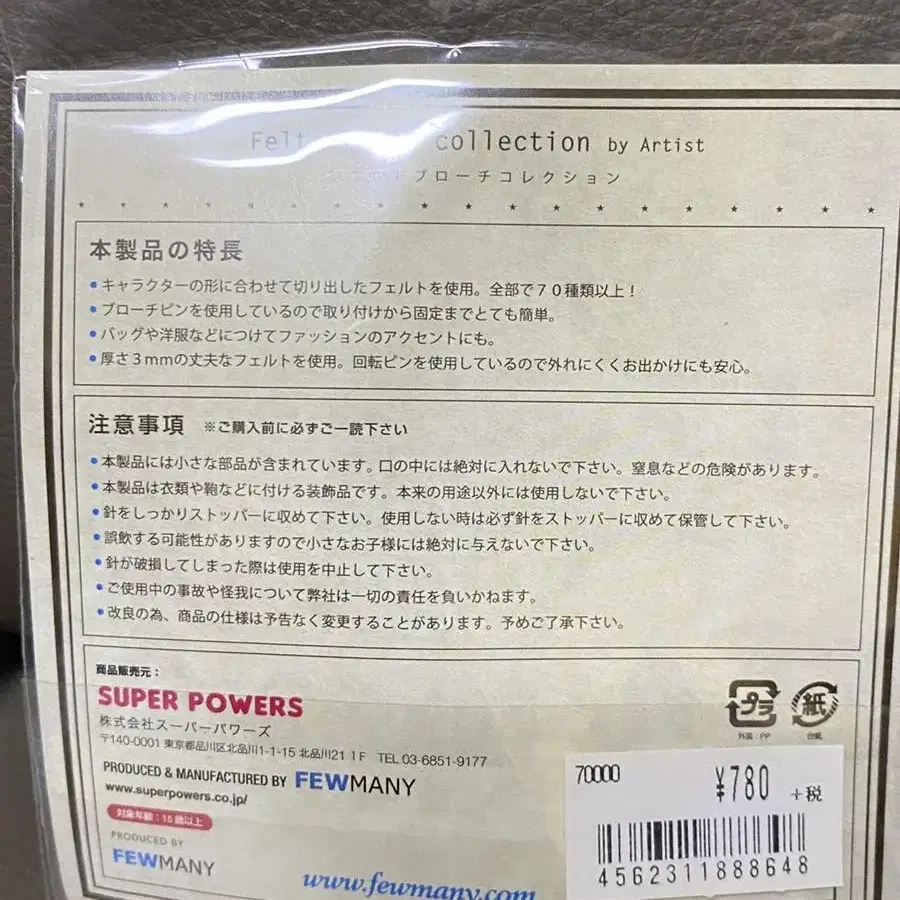 Felt collection by Artist
ブローチコレクション
本製品の特長
●キャラクターの形に合わせて切り出したフェルトを使用。全部で７０種類以上！
●ブローチピンを使用しているので取り付けから固定までとても簡単。
●バッグや洋服などにつけてファッションのアクセントにも。
●厚さ３ｍｍの丈夫なフェルトを使用。回転ピンを使用しているので外れにくくお出かけにも安心。
注意事項 ※ご購入前に必ずご一読下さい
●本製品には小さな部品が含まれています。口の中には絶対に入れないで下さい。窒息などの危険があります。
●本製品は衣類や鞄などに付ける装飾品です。本来の用途以外には使用しないで下さい。
●針をしっかりストッパーに収めて下さい。使用しない時は必ず針をストッパーに収めて保管して下さい。
●誤飲する可能性がありますので小さなお子様には絶対に与えないで下さい。
●針が破損してしまった際は使用を中止して下さい。
●ご使用中の事故や怪我について弊社は一切の責任を負いかねます。
●改良の為、商品の仕様は予告なく変更することがあります。予めご了承下さい。
商品販売元：
SUPER POWERS
株式会社スーパーパワーズ
〒140-0001 東京都品川区北品川1-1-15 北品川21 1F TEL 03-6851-9177
PRODUCED & MANUFACTURED BY FEWMANY
www.superpowers.co.jp/
対象年齢：15歳以上
PRODUCED BY
FEWMANY
www.fewmany.com
プラ
外装：PP
紙
台紙
70000
¥780 +税
4562311888648